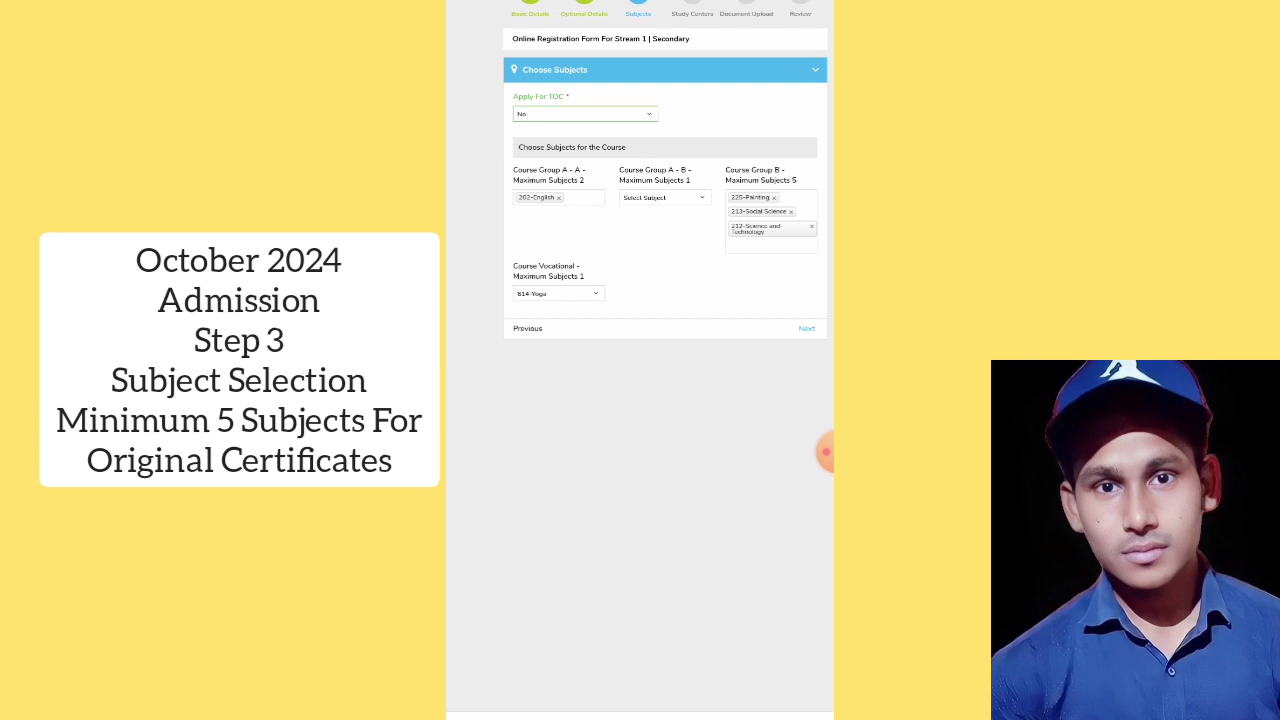 October 2024
Admission
Step 3
Subject Selection
Minimum 5 Subjects For
Original Certificates
Basic Details Optional Details Subjects Study Centers Document Upload Review
Online Registration Form For Stream 1 | Secondary
Choose Subjects
Apply For TOC *
No
Choose Subjects for the Course
Course Group A - A -
Maximum Subjects 2
202-English ×
Course Group A - B -
Maximum Subjects 1
Select Subject
Course Group B -
Maximum Subjects 5
225-Painting ×
213-Social Science ×
212-Science and ×
Technology
Course Vocational -
Maximum Subjects 1
614-Yoga
Previous Next